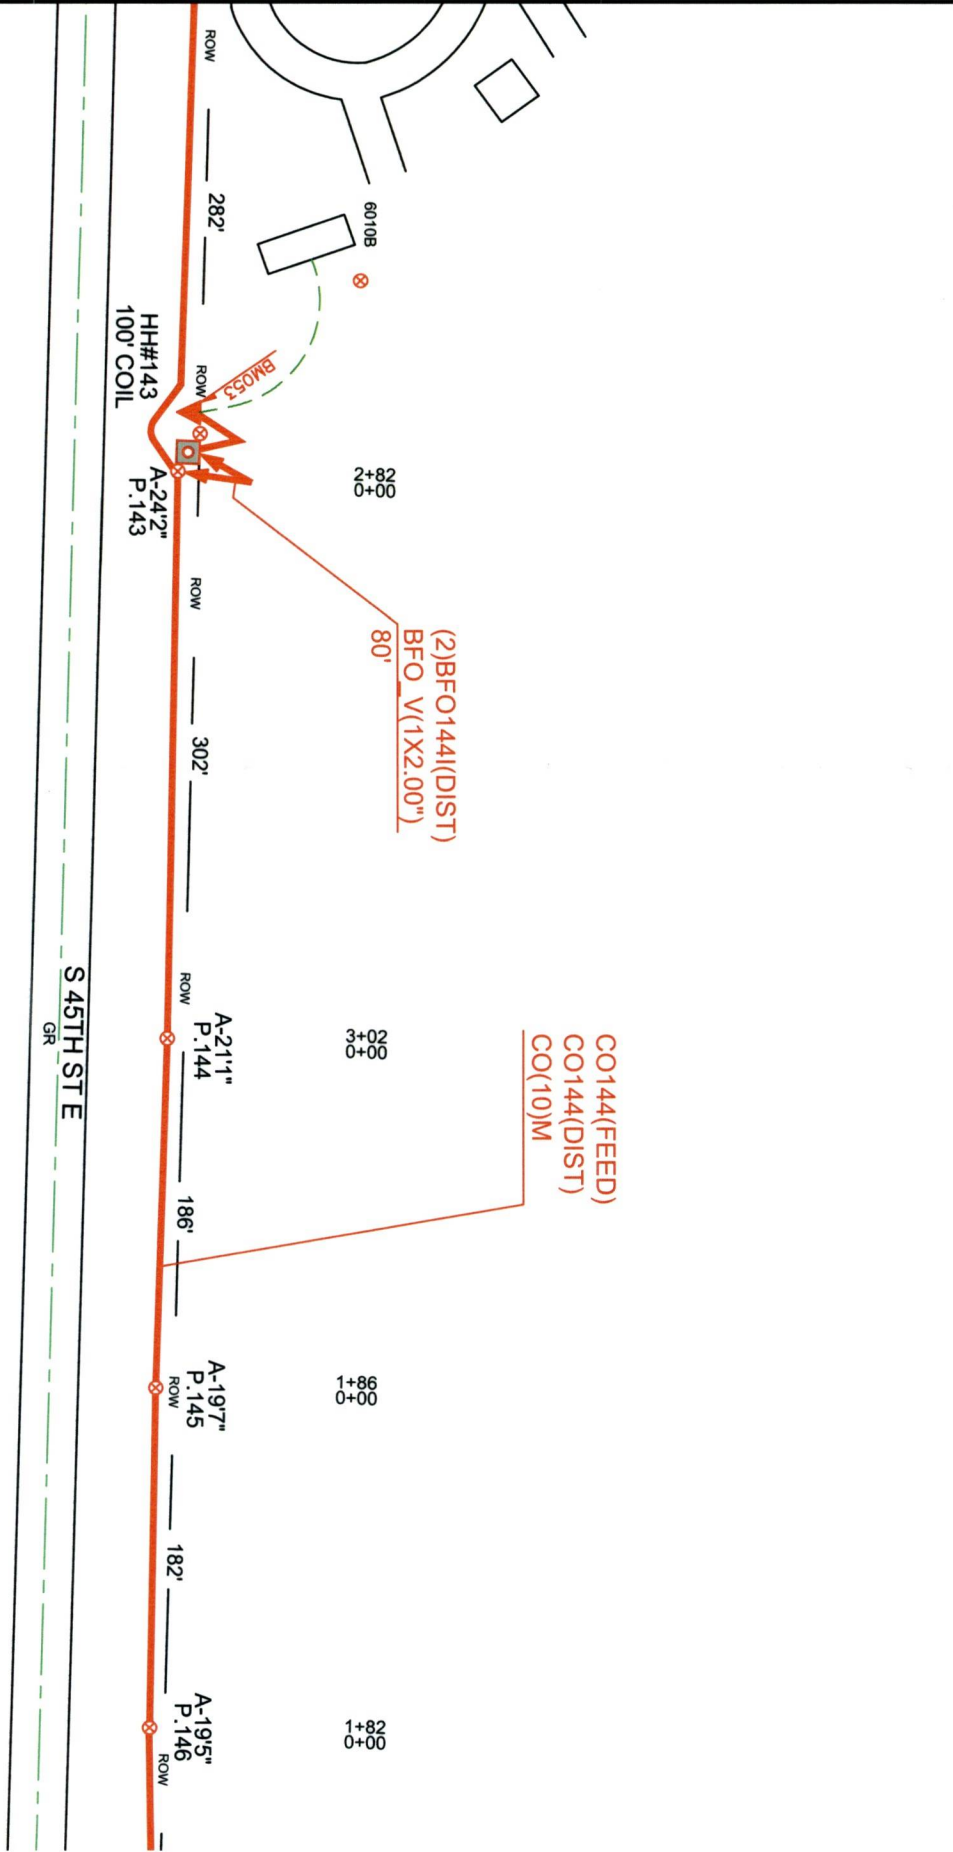 ROW
282'
6010B
HH#143
100' COIL
ROW
BM053
A-24'2"
P.143
2+82
0+00
ROW
(2)BFO144I(DIST)
BFO_V(1X2.00")
80'
302'
ROW
A-21'1"
P.144
3+02
0+00
S 45TH ST E
GR
CO144(FEED)
CO144(DIST)
CO(10)M
186'
A-19'7"
P.145
ROW
1+86
0+00
182'
A-19'5"
P.146
ROW
1+82
0+00